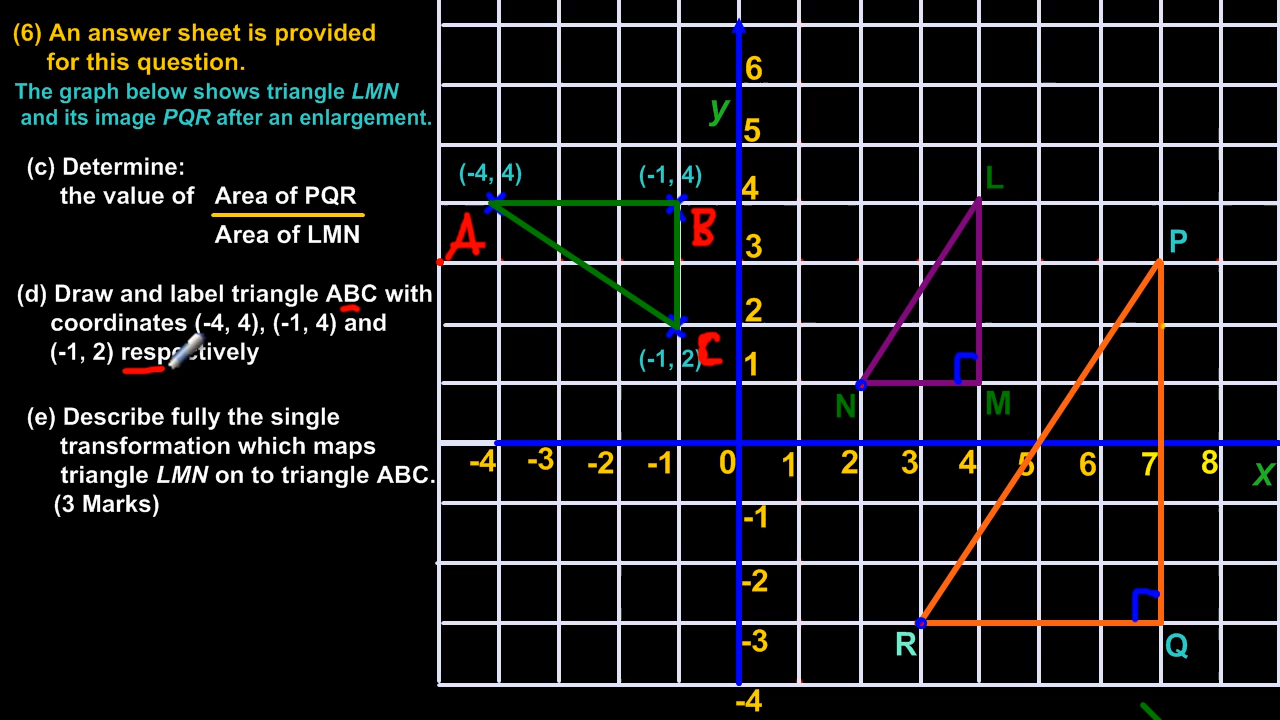 (6) An answer sheet is provided
for this question.
The graph below shows triangle LMN
and its image PQR after an enlargement.
(c) Determine:
the value of Area of PQR
Area of LMN
(d) Draw and label triangle ABC with
coordinates (-4, 4), (-1, 4) and
(-1, 2) respectively
(e) Describe fully the single
transformation which maps
triangle LMN on to triangle ABC.
(3 Marks)
6
y
5
(-4, 4) (-1, 4)
4
L
A B
3
P
2
(-1, 2) C
1
N M
-4 -3 -2 -1 0 1 2 3 4 5 6 7 8 X
-1
-2
-3
R Q
-4